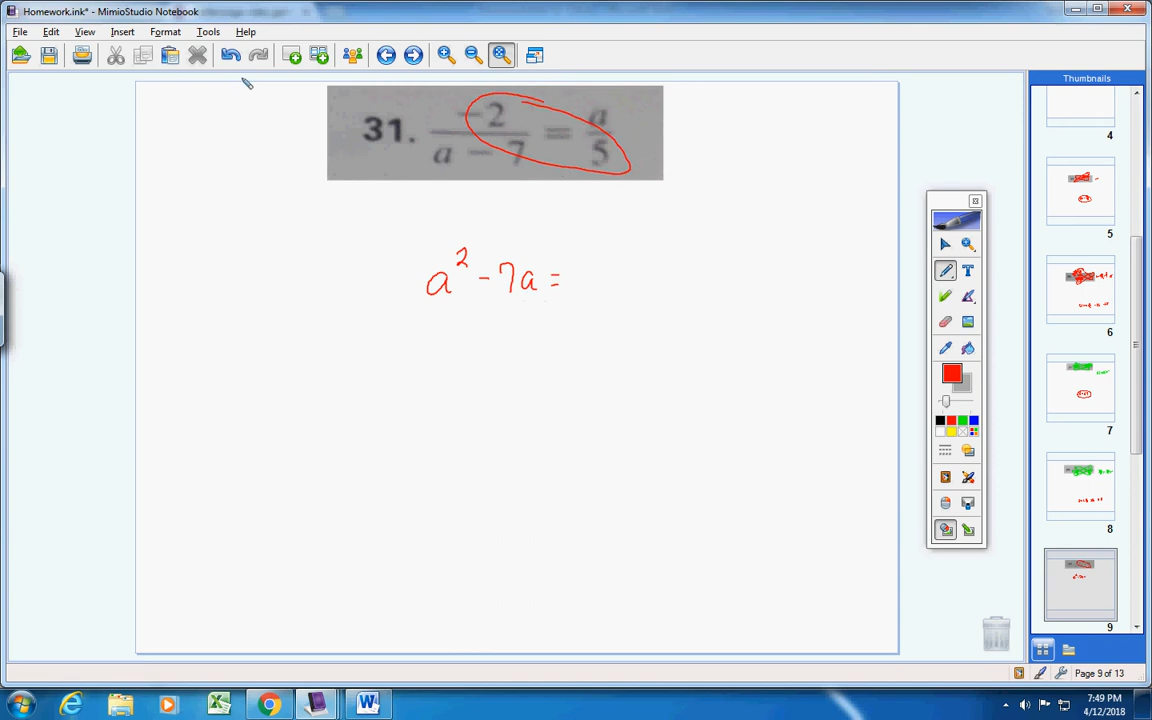 Homework.ink* - MimioStudio Notebook
File Edit View Insert Format Tools Help
Thumbnails
31. -2/(a - 7) = a/5
a² - 7a =
4
5
6
7
8
9
Page 9 of 13
7:49 PM
4/12/2018